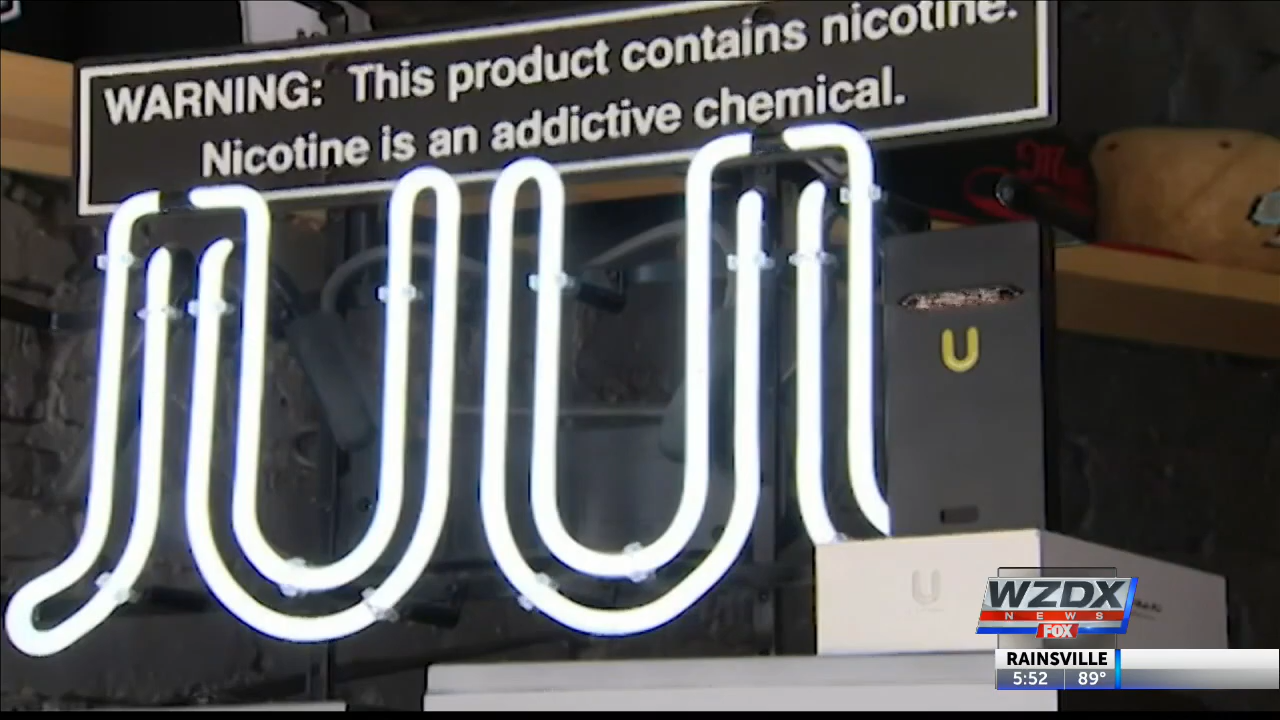 WARNING: This product contains nicotine.
Nicotine is an addictive chemical.
JUUL
U
U
WZDX
NEWS
FOX
RAINSVILLE
5:52 89°